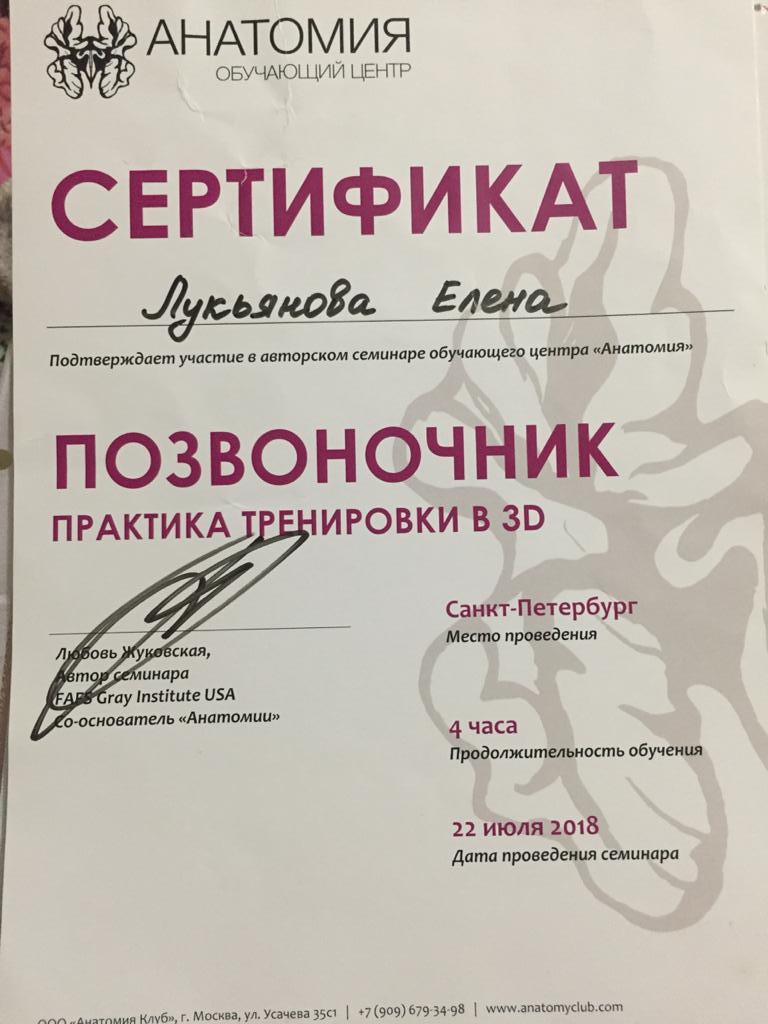 АНАТОМИЯ
ОБУЧАЮЩИЙ ЦЕНТР
СЕРТИФИКАТ
Лукьянова Елена
Подтверждает участие в авторском семинаре обучающего центра «Анатомия»
ПОЗВОНОЧНИК
ПРАКТИКА ТРЕНИРОВКИ В 3D
Любовь Жуковская,
Автор семинара
FAFS Gray Institute USA
Со-основатель «Анатомии»
Санкт-Петербург
Место проведения
4 часа
Продолжительность обучения
22 июля 2018
Дата проведения семинара
ООО «Анатомия Клуб», г. Москва, ул. Усачева 35с1 | +7 (909) 679-34-98 | www.anatomyclub.com